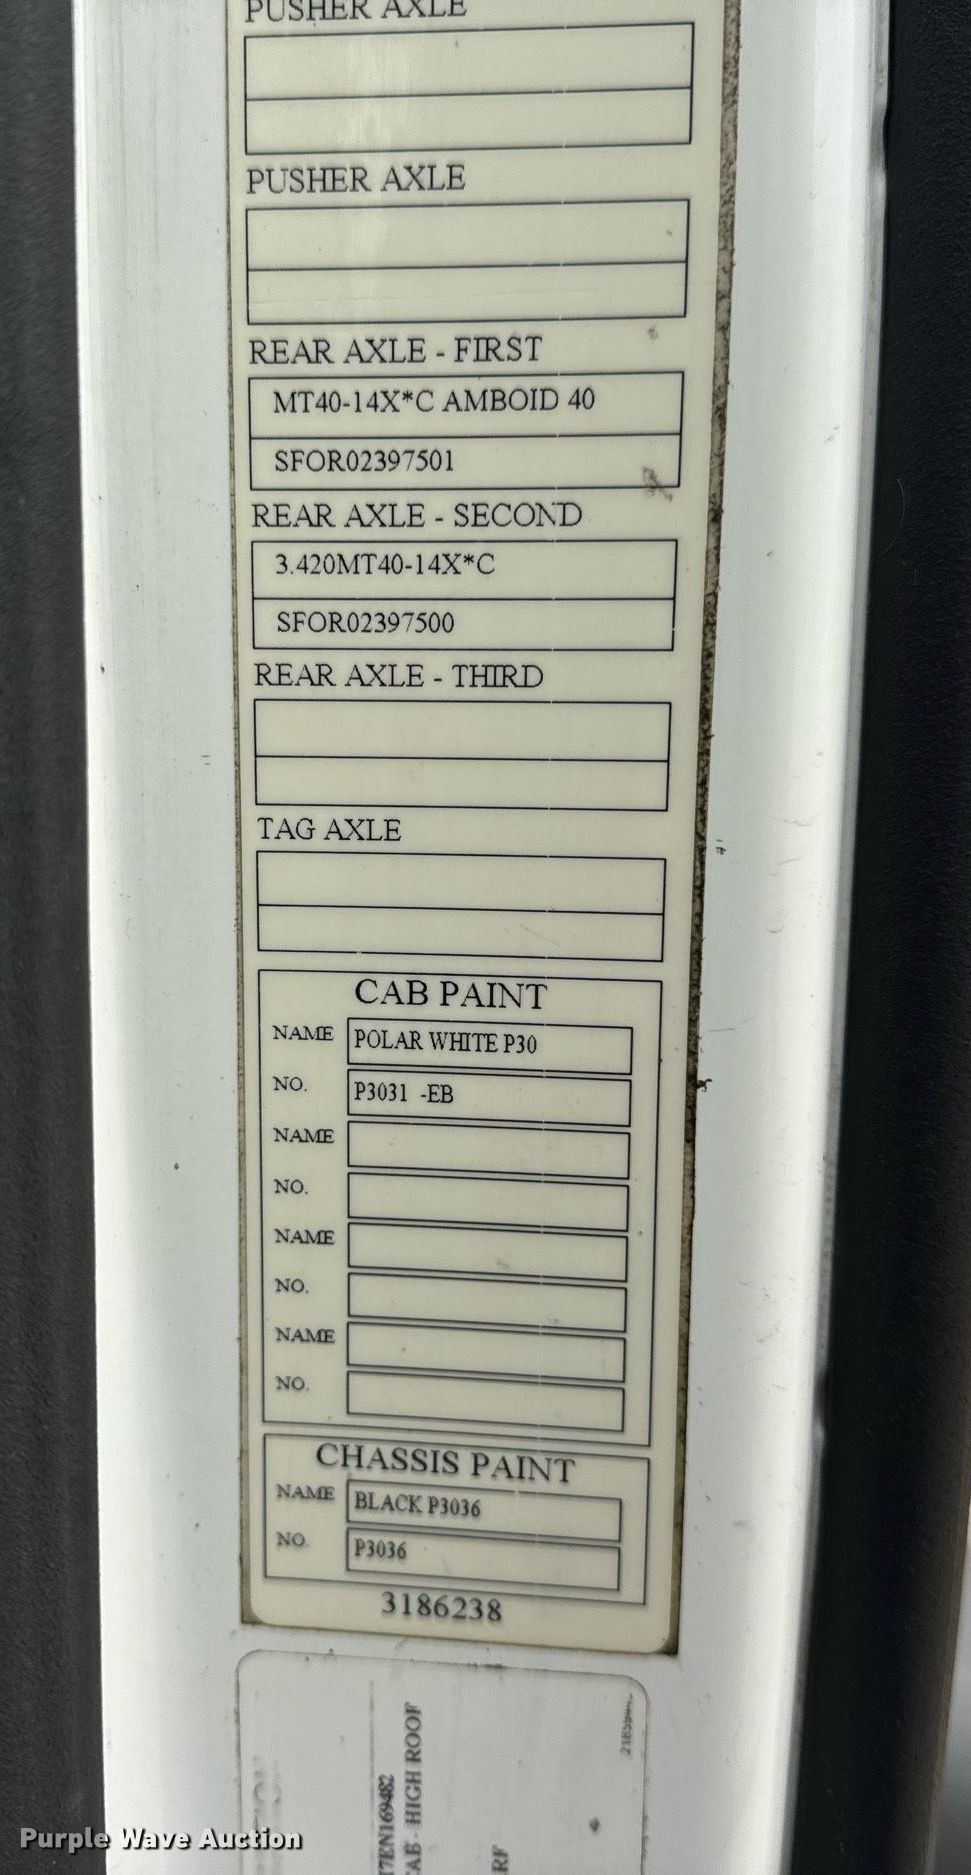 PUSHER AXLE
PUSHER AXLE
REAR AXLE - FIRST
MT40-14X*C AMBOID 40
SFOR02397501
REAR AXLE - SECOND
3.420MT40-14X*C
SFOR02397500
REAR AXLE - THIRD
TAG AXLE
CAB PAINT
NAME POLAR WHITE P30
NO. P3031 -EB
NAME
NO.
NAME
NO.
NAME
NO.
CHASSIS PAINT
NAME BLACK P3036
NO. P3036
3186238
17EN169482
CAB - HIGH ROOF
RF
Purple Wave Auction